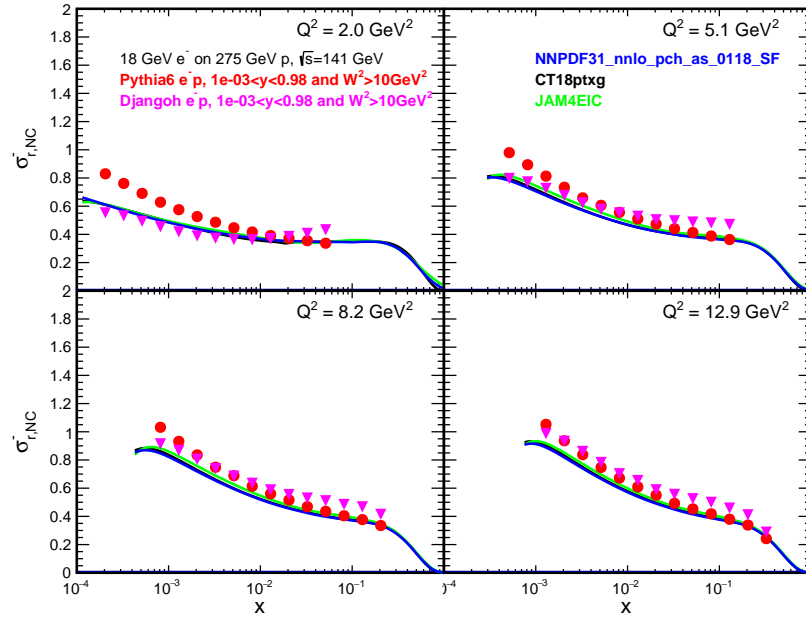 Q² = 2.0 GeV²
18 GeV e⁻ on 275 GeV p, √s=141 GeV
Pythia6 e⁻p, 1e-03<y<0.98 and W²>10GeV²
Djangoh e⁻p, 1e-03<y<0.98 and W²>10GeV²
σ⁻r,NC
2
1.8
1.6
1.4
1.2
1
0.8
0.6
0.4
0.2
Q² = 5.1 GeV²
NNPDF31_nnlo_pch_as_0118_SF
CT18ptxg
JAM4EIC
Q² = 8.2 GeV²
σ⁻r,NC
2
1.8
1.6
1.4
1.2
1
0.8
0.6
0.4
0.2
0
10⁻⁴ 10⁻³ 10⁻² 10⁻¹
x
Q² = 12.9 GeV²
⁻⁴ 10⁻³ 10⁻² 10⁻¹
x